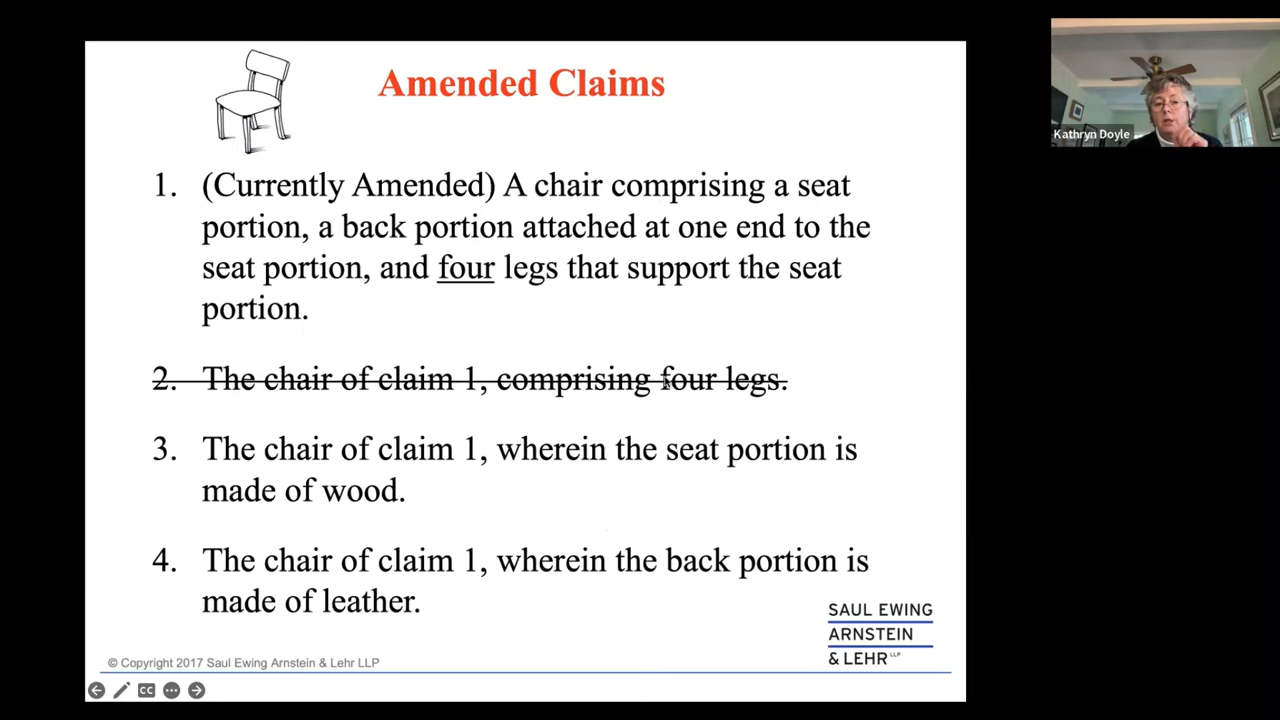 Amended Claims
1. (Currently Amended) A chair comprising a seat
portion, a back portion attached at one end to the
seat portion, and four legs that support the seat
portion.
2. The chair of claim 1, comprising four legs.
3. The chair of claim 1, wherein the seat portion is
made of wood.
4. The chair of claim 1, wherein the back portion is
made of leather.
SAUL EWING
ARNSTEIN
& LEHR LLP
© Copyright 2017 Saul Ewing Arnstein & Lehr LLP
CC
Kathryn Doyle